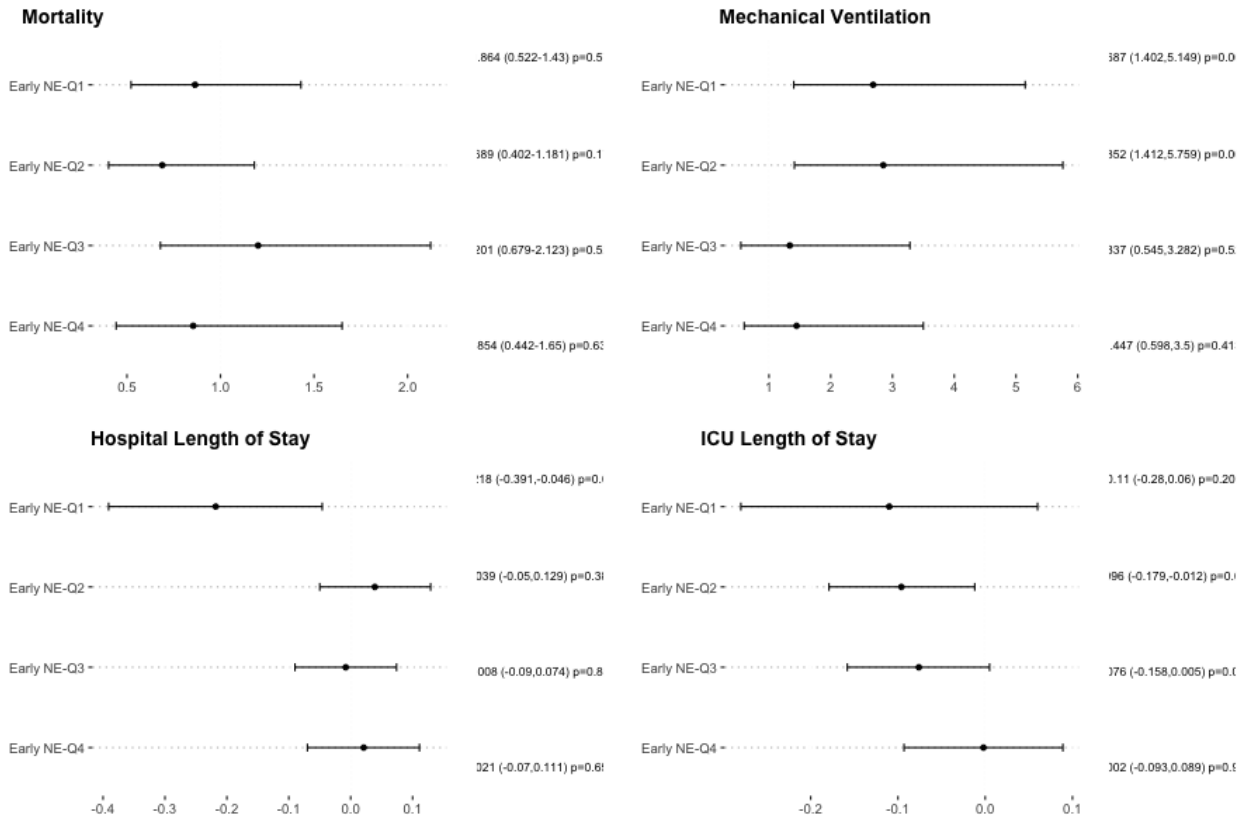 Mortality
.864 (0.522-1.43) p=0.5
Early NE-Q1
589 (0.402-1.181) p=0.1
Early NE-Q2
Early NE-Q3
201 (0.679-2.123) p=0.5
Early NE-Q4
854 (0.442-1.65) p=0.63
0.5 1.0 1.5 2.0
Mechanical Ventilation
587 (1.402,5.149) p=0.0
Early NE-Q1
352 (1.412,5.759) p=0.0
Early NE-Q2
Early NE-Q3
337 (0.545,3.282) p=0.5
Early NE-Q4
.447 (0.598,3.5) p=0.41
1 2 3 4 5 6
Hospital Length of Stay
218 (-0.391,-0.046) p=0.
Early NE-Q1
039 (-0.05,0.129) p=0.3
Early NE-Q2
Early NE-Q3
008 (-0.09,0.074) p=0.8
Early NE-Q4
021 (-0.07,0.111) p=0.6
-0.4 -0.3 -0.2 -0.1 0.0 0.1
ICU Length of Stay
0.11 (-0.28,0.06) p=0.20
Early NE-Q1
096 (-0.179,-0.012) p=0.
Early NE-Q2
Early NE-Q3
076 (-0.158,0.005) p=0.0
Early NE-Q4
002 (-0.093,0.089) p=0.9
-0.2 -0.1 0.0 0.1